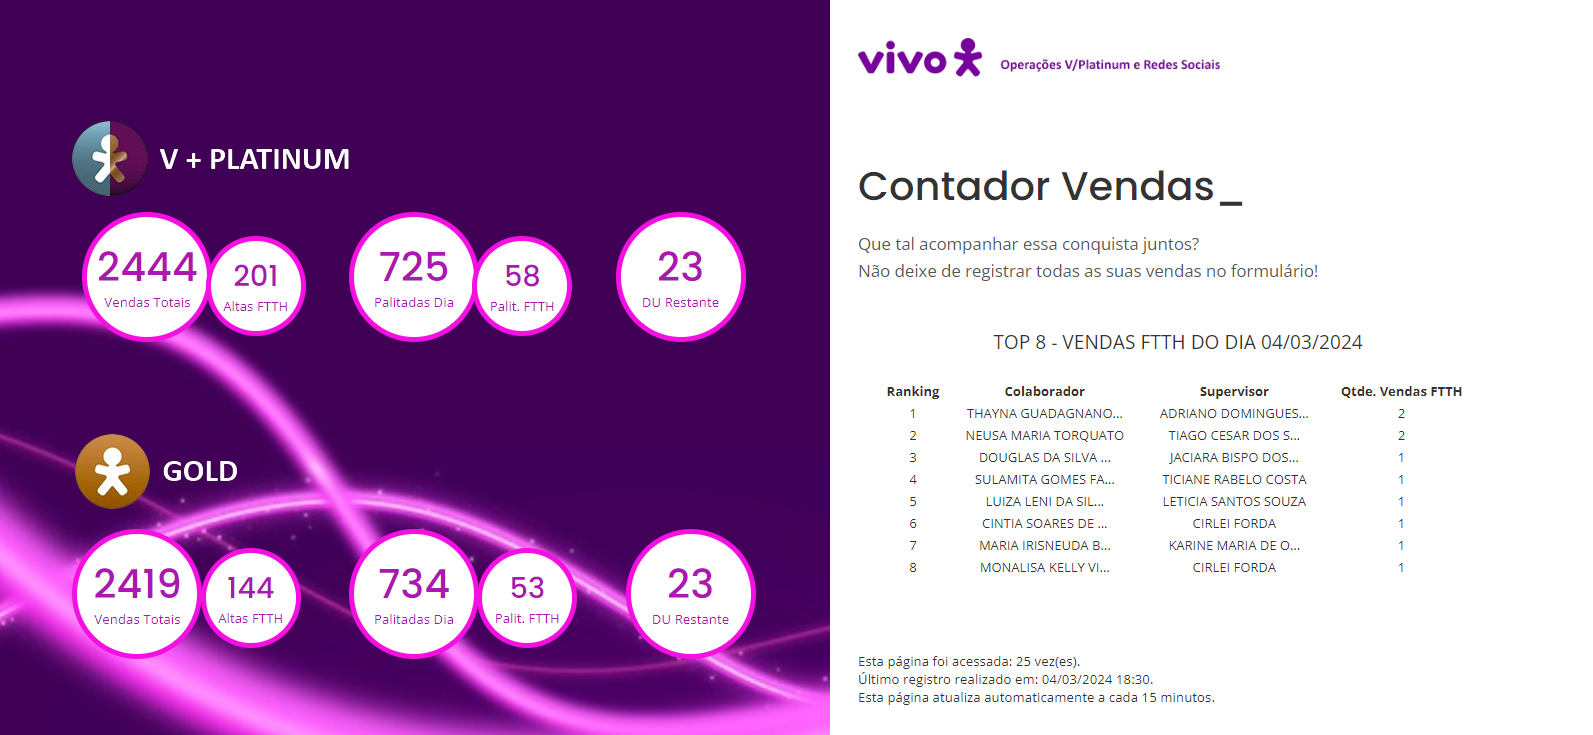 V + PLATINUM
2444
Vendas Totais
201
Altas FTTH
725
Palitadas Dia
58
Palit. FTTH
23
DU Restante
GOLD
2419
Vendas Totais
144
Altas FTTH
734
Palitadas Dia
53
Palit. FTTH
23
DU Restante
vivo Operações V/Platinum e Redes Sociais
Contador Vendas_
Que tal acompanhar essa conquista juntos?
Não deixe de registrar todas as suas vendas no formulário!
TOP 8 - VENDAS FTTH DO DIA 04/03/2024
Ranking Colaborador Supervisor Qtde. Vendas FTTH
1 THAYNA GUADAGNANO... ADRIANO DOMINGUES... 2
2 NEUSA MARIA TORQUATO TIAGO CESAR DOS S... 2
3 DOUGLAS DA SILVA ... JACIARA BISPO DOS... 1
4 SULAMITA GOMES FA... TICIANE RABELO COSTA 1
5 LUIZA LENI DA SIL... LETICIA SANTOS SOUZA 1
6 CINTIA SOARES DE ... CIRLEI FORDA 1
7 MARIA IRISNEUDA B... KARINE MARIA DE O... 1
8 MONALISA KELLY VI... CIRLEI FORDA 1
Esta página foi acessada: 25 vez(es).
Último registro realizado em: 04/03/2024 18:30.
Esta página atualiza automaticamente a cada 15 minutos.